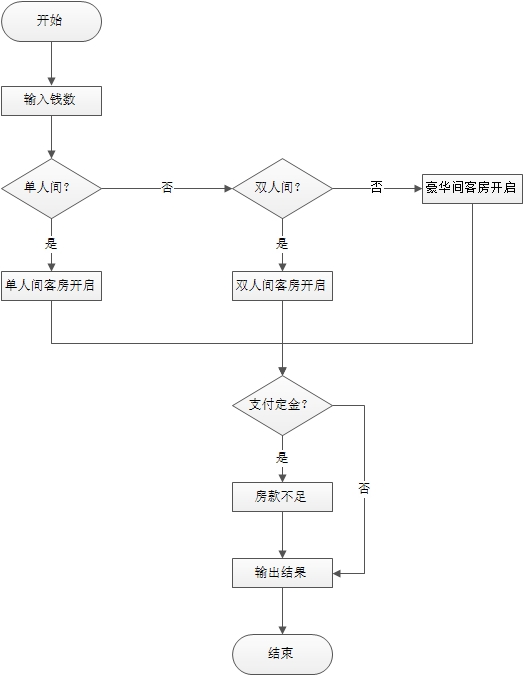 开始
输入钱数
单人间?
否
双人间?
否
豪华间客房开启
是
是
单人间客房开启
双人间客房开启
支付定金?
是
否
房款不足
输出结果
结束